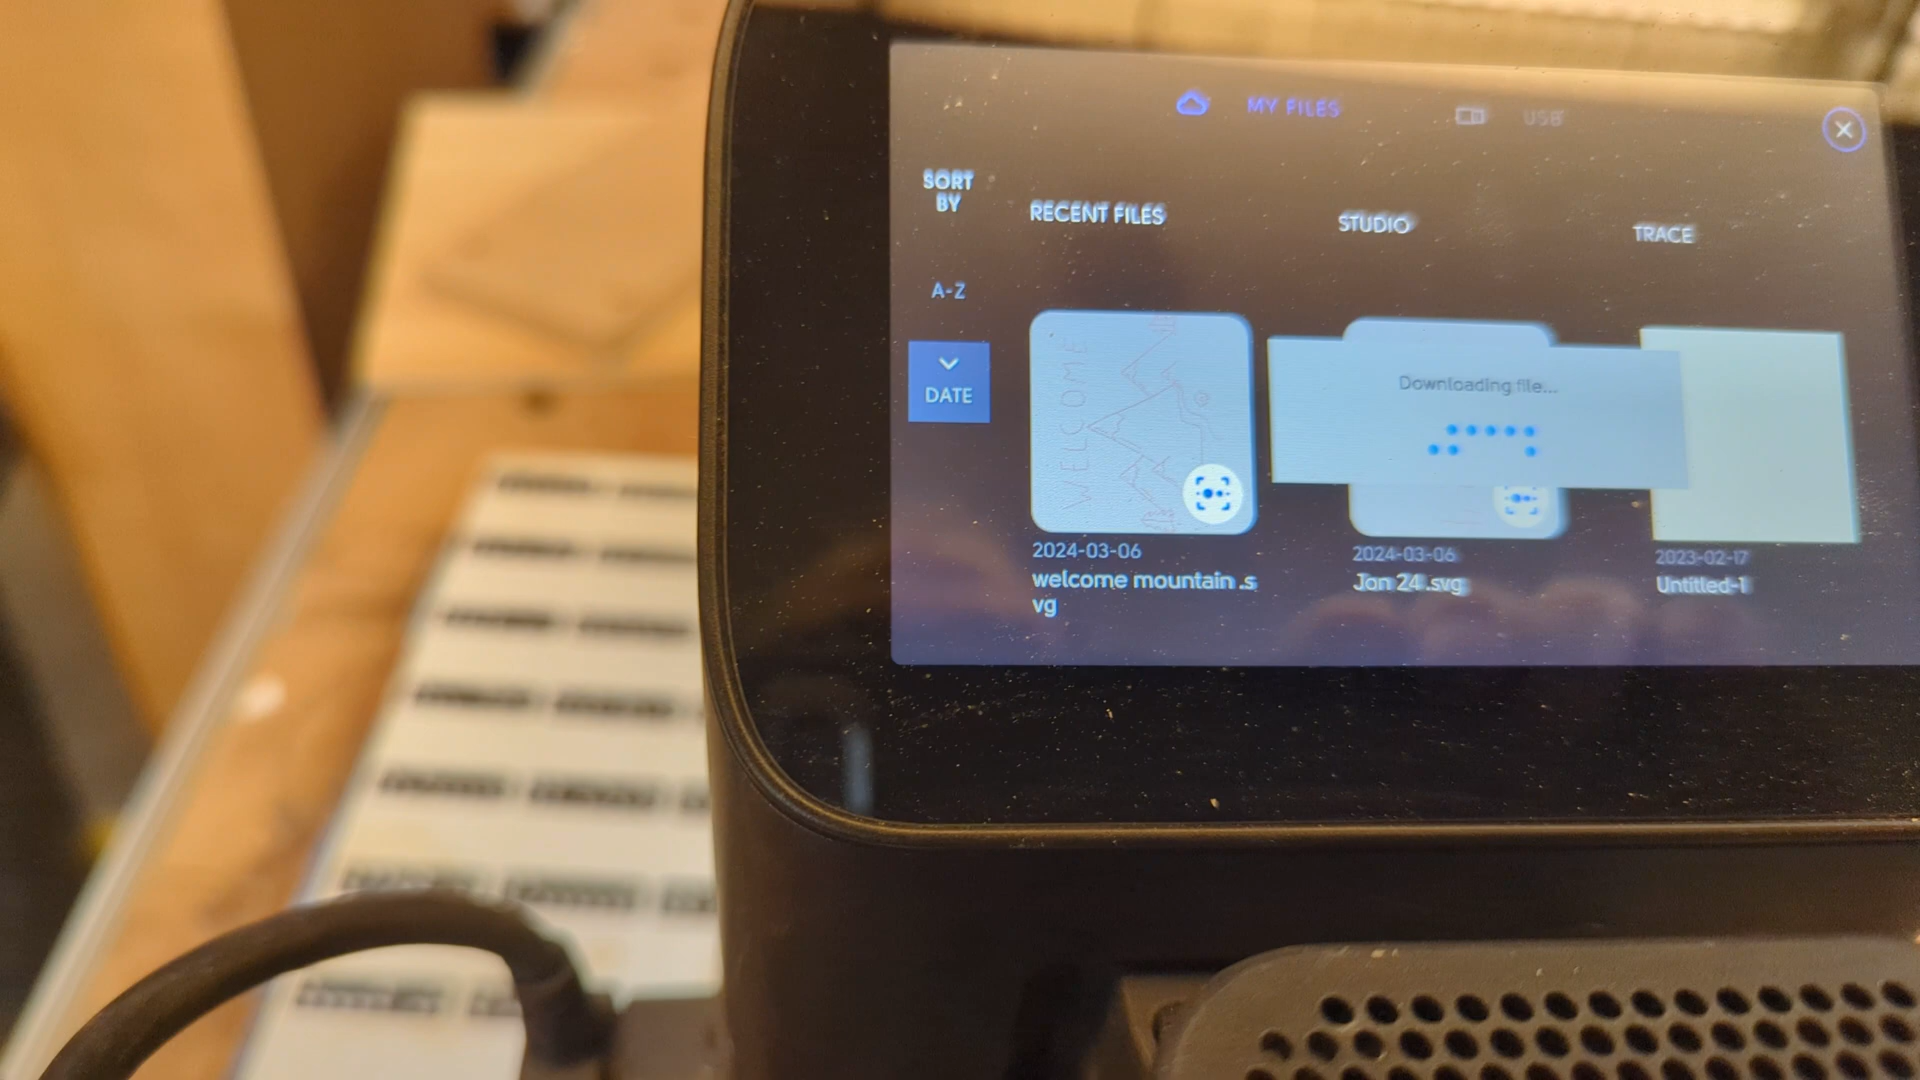 MY FILES
USB
SORT
BY
RECENT FILES
STUDIO
TRACE
A-Z
DATE
WELCOME
Downloading file...
2024-03-06
welcome mountain .s
vg
2024-03-06
Jan 24 .svg
2023-02-17
Untitled-1